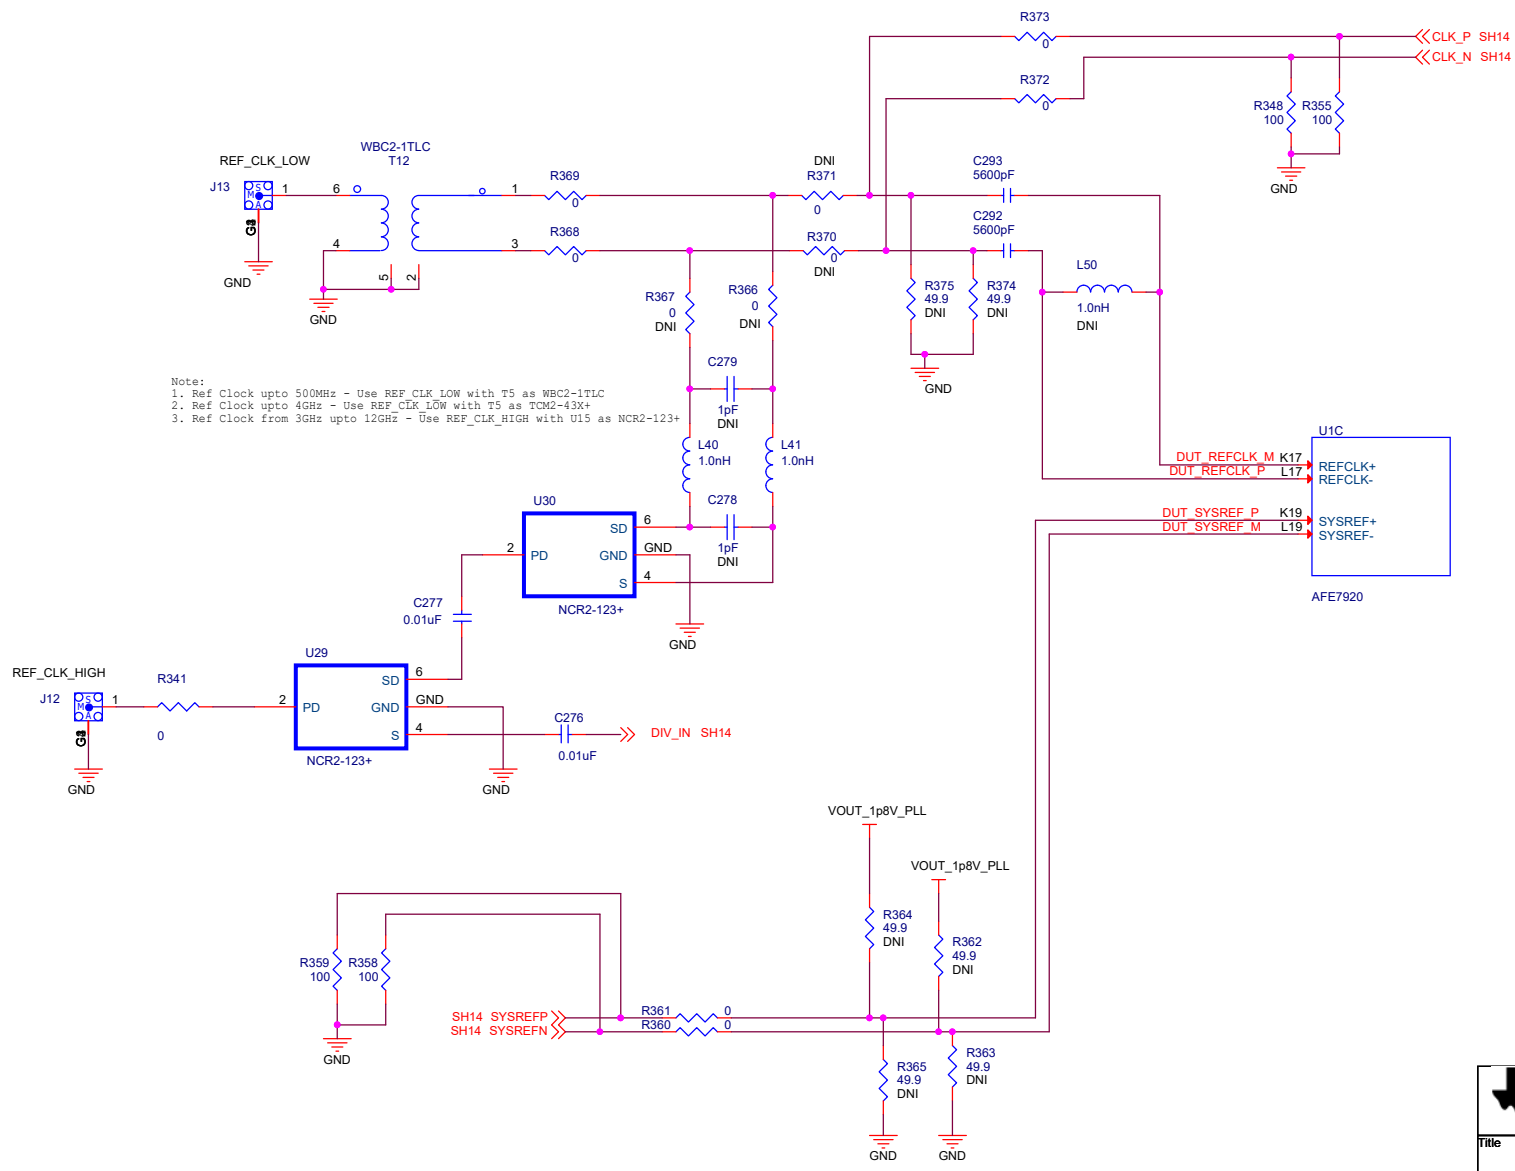 R373
0
CLK_P SH14
CLK_N SH14
R372
0
R348
100
R355
100
GND
WBC2-1TLC
T12
REF_CLK_LOW
J13
S
M
A
1
6
4
5
2
1
3
GND
GND
R369
0
R368
0
DNI
R371
0
R370
0
DNI
C293
5600pF
C292
5600pF
R375
49.9
DNI
R374
49.9
DNI
GND
L50
1.0nH
DNI
R367
0
DNI
R366
0
DNI
C279
1pF
DNI
Note:
1. Ref Clock upto 500MHz - Use REF_CLK_LOW with T5 as WBC2-1TLC
2. Ref Clock upto 4GHz - Use REF_CLK_LOW with T5 as TCM2-43X+
3. Ref Clock from 3GHz upto 12GHz - Use REF_CLK_HIGH with U15 as NCR2-123+
L40
1.0nH
L41
1.0nH
C278
1pF
DNI
U30
2
PD
SD
6
GND
GND
S
4
NCR2-123+
GND
C277
0.01uF
U1C
DUT_REFCLK_M K17
REFCLK+
DUT_REFCLK_P L17
REFCLK-
DUT_SYSREF_P K19
SYSREF+
DUT_SYSREF_M L19
SYSREF-
AFE7920
REF_CLK_HIGH
J12
S
M
A
1
GND
R341
0
U29
2
PD
SD
6
GND
GND
S
4
NCR2-123+
GND
C276
0.01uF
DIV_IN SH14
VOUT_1p8V_PLL
VOUT_1p8V_PLL
R364
49.9
DNI
R362
49.9
DNI
R359
100
R358
100
GND
SH14 SYSREFP
SH14 SYSREFN
R361
0
R360
0
R365
49.9
DNI
R363
49.9
DNI
GND
GND
Title